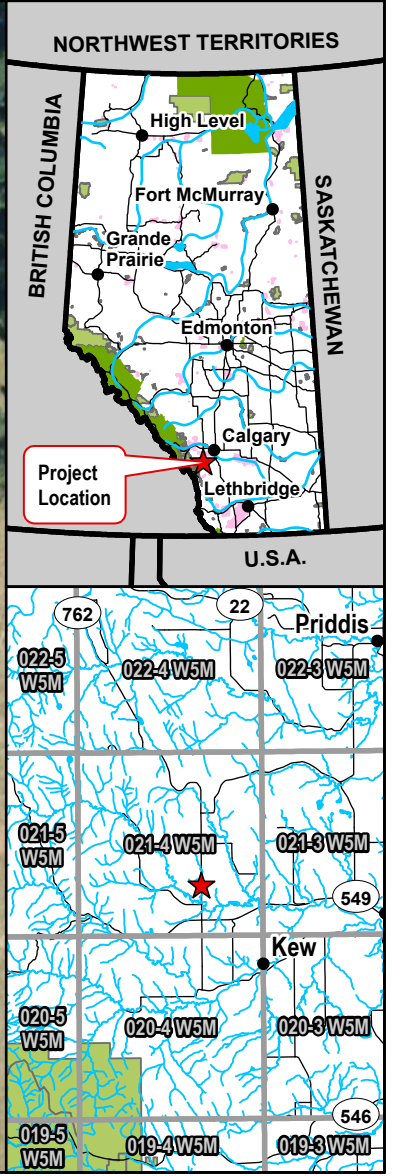 NORTHWEST TERRITORIES
BRITISH COLUMBIA
SASKATCHEWAN
High Level
Fort McMurray
Grande
Prairie
Edmonton
Calgary
Project
Location
Lethbridge
U.S.A.
762
22
Priddis
022-5
W5M
022-4 W5M
022-3 W5M
021-5
W5M
021-4 W5M
021-3 W5M
549
Kew
020-5
W5M
020-4 W5M
020-3 W5M
546
019-5
W5M
019-4 W5M
019-3 W5M